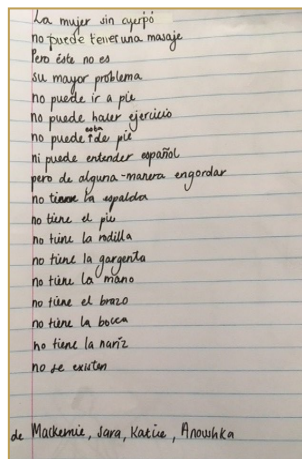 La mujer sin cuerpó
no puede tener una masaje
Pero éste no es
su mayor problema
no puede ir a pie
no puede hacer ejercicio
no puede esta de pie
ni puede entender español
pero de alguna-manera engordar
no tiene la espalda
no tiene el pie
no tiene la rodilla
no tiene la garganta
no tiene la mano
no tiene el brazo
no tiene la bocca
no tiene la nariz
no se existen
de Mackenzie, Sara, Katie, Anoushka